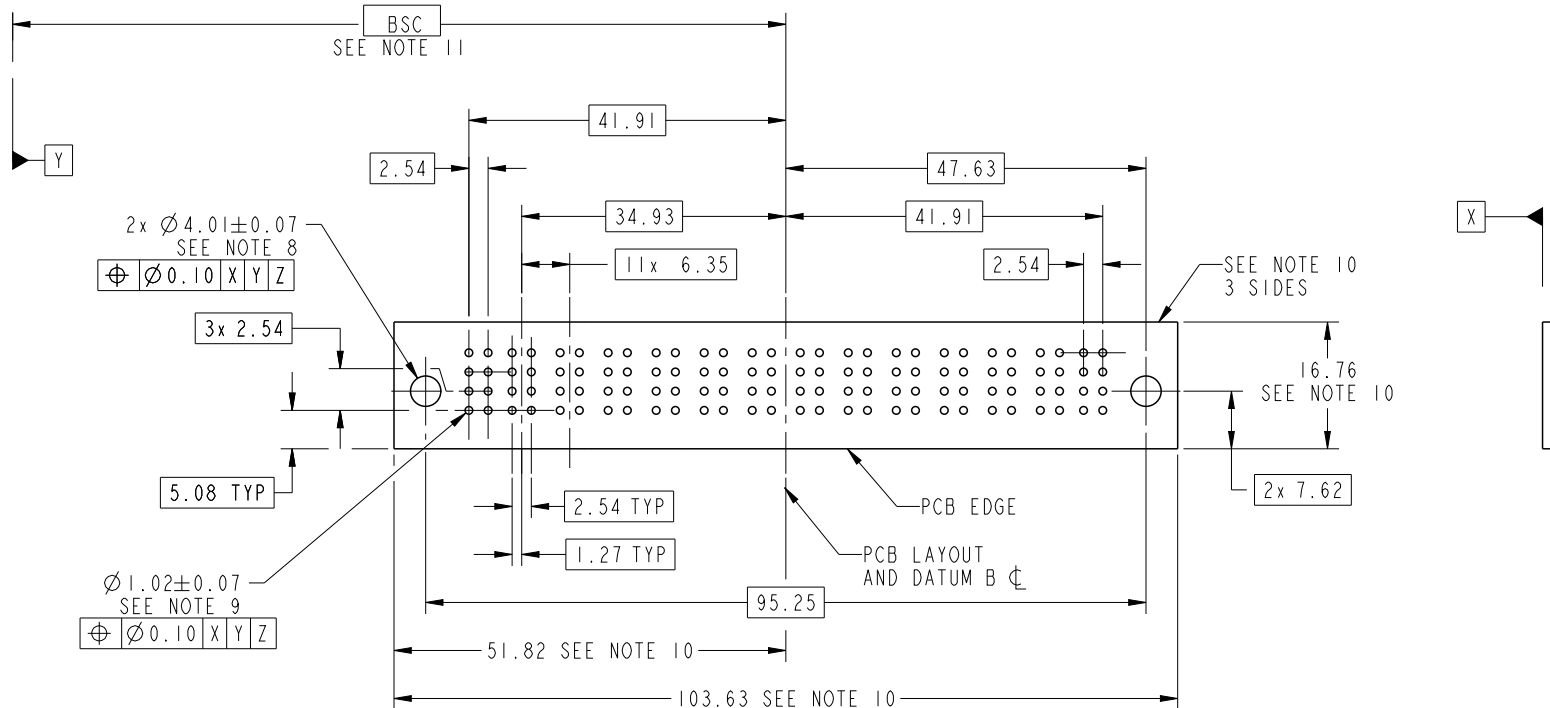 BSC
SEE NOTE 11
41.91
Y
2.54
47.63
2x Ø4.01±0.07
SEE NOTE 8
⌖ Ø0.10 X Y Z
34.93
41.91
X
11x 6.35
2.54
SEE NOTE 10
3 SIDES
3x 2.54
16.76
SEE NOTE 10
5.08 TYP
2.54 TYP
PCB EDGE
2x 7.62
1.27 TYP
PCB LAYOUT
AND DATUM B ℄
Ø1.02±0.07
SEE NOTE 9
⌖ Ø0.10 X Y Z
95.25
51.82 SEE NOTE 10
103.63 SEE NOTE 10